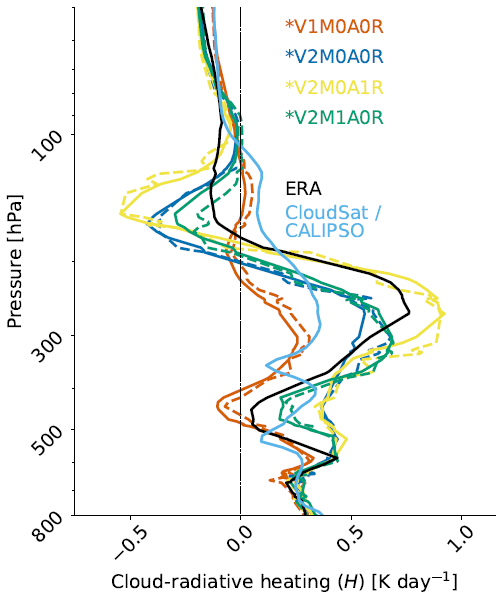 *V1M0A0R
*V2M0A0R
*V2M0A1R
*V2M1A0R
ERA
CloudSat /
CALIPSO
Pressure [hPa]
100
300
500
800
−0.5
0.0
0.5
1.0
Cloud-radiative heating (H) [K day⁻¹]